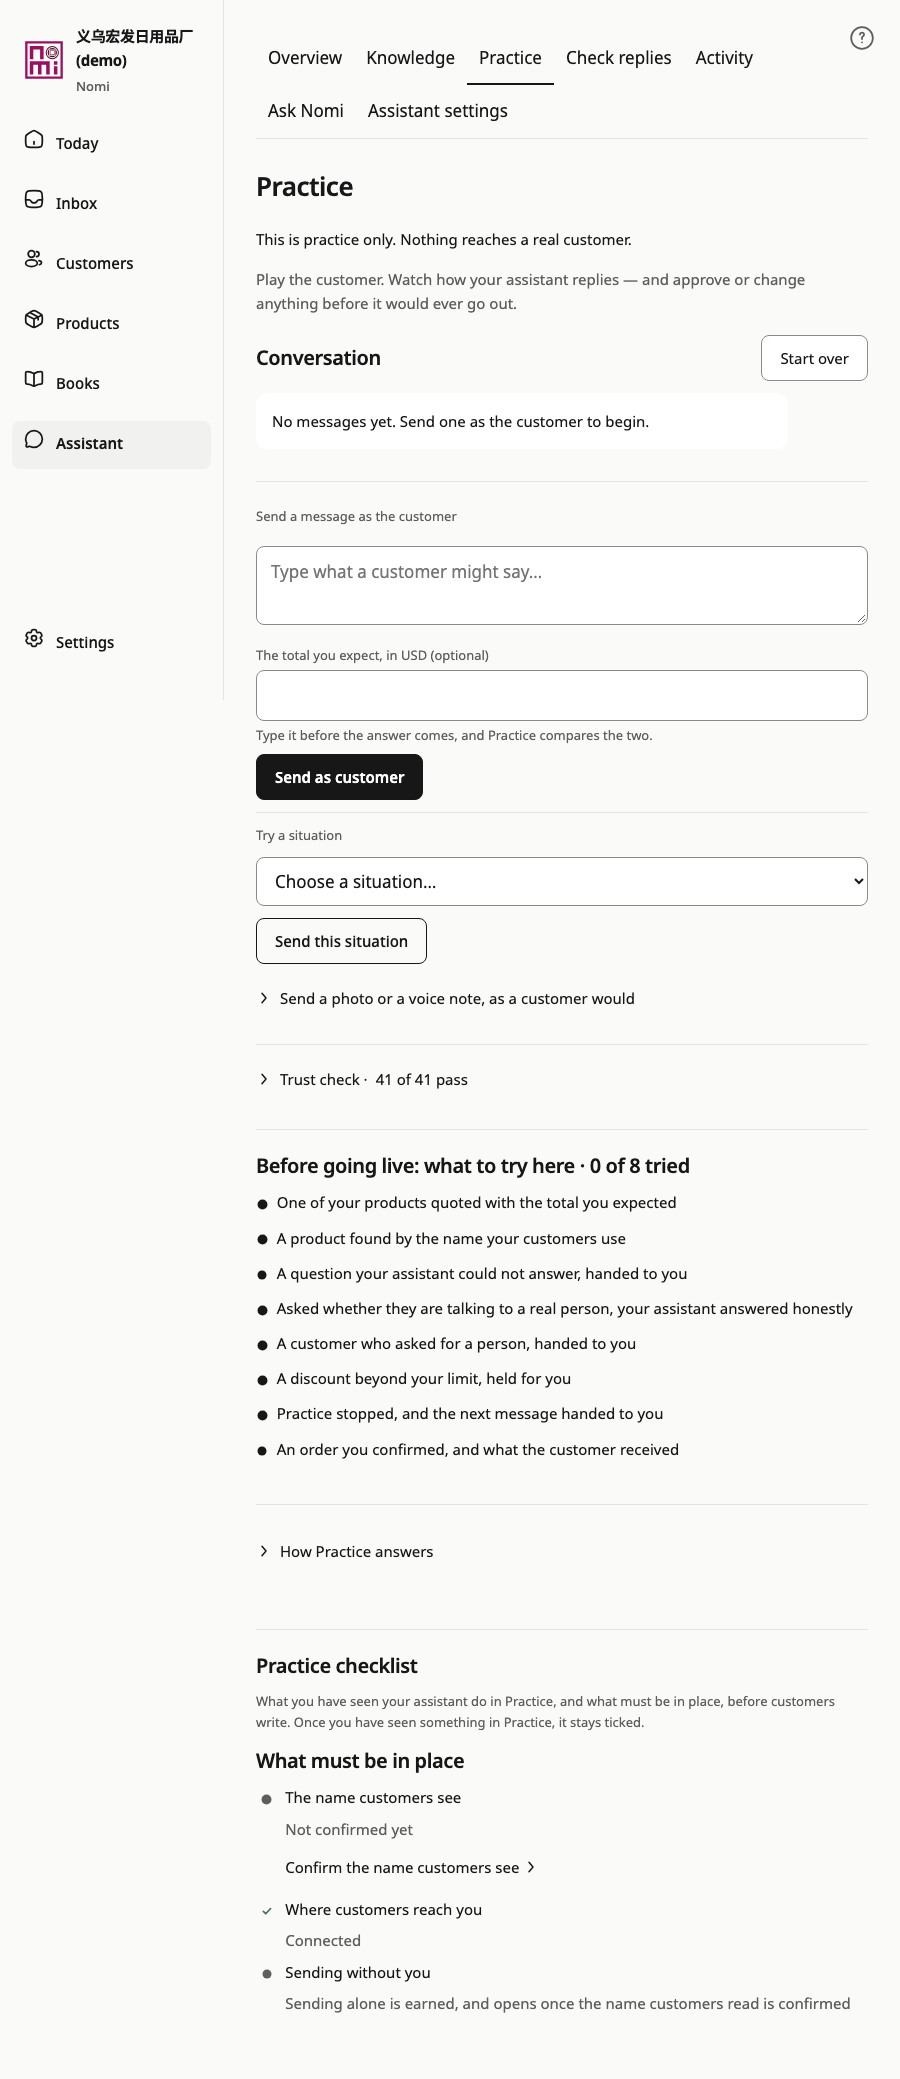 义乌宏发日用品厂
(demo)
Nomi
Today
Inbox
Customers
Products
Books
Assistant
Settings
Overview
Knowledge
Practice
Check replies
Activity
Ask Nomi
Assistant settings
Practice
This is practice only. Nothing reaches a real customer.
Play the customer. Watch how your assistant replies — and approve or change
anything before it would ever go out.
Conversation
Start over
No messages yet. Send one as the customer to begin.
Send a message as the customer
Type what a customer might say...
The total you expect, in USD (optional)
Type it before the answer comes, and Practice compares the two.
Send as customer
Try a situation
Choose a situation...
Send this situation
Send a photo or a voice note, as a customer would
Trust check · 41 of 41 pass
Before going live: what to try here · 0 of 8 tried
One of your products quoted with the total you expected
A product found by the name your customers use
A question your assistant could not answer, handed to you
Asked whether they are talking to a real person, your assistant answered honestly
A customer who asked for a person, handed to you
A discount beyond your limit, held for you
Practice stopped, and the next message handed to you
An order you confirmed, and what the customer received
How Practice answers
Practice checklist
What you have seen your assistant do in Practice, and what must be in place, before customers
write. Once you have seen something in Practice, it stays ticked.
What must be in place
The name customers see
Not confirmed yet
Confirm the name customers see
Where customers reach you
Connected
Sending without you
Sending alone is earned, and opens once the name customers read is confirmed